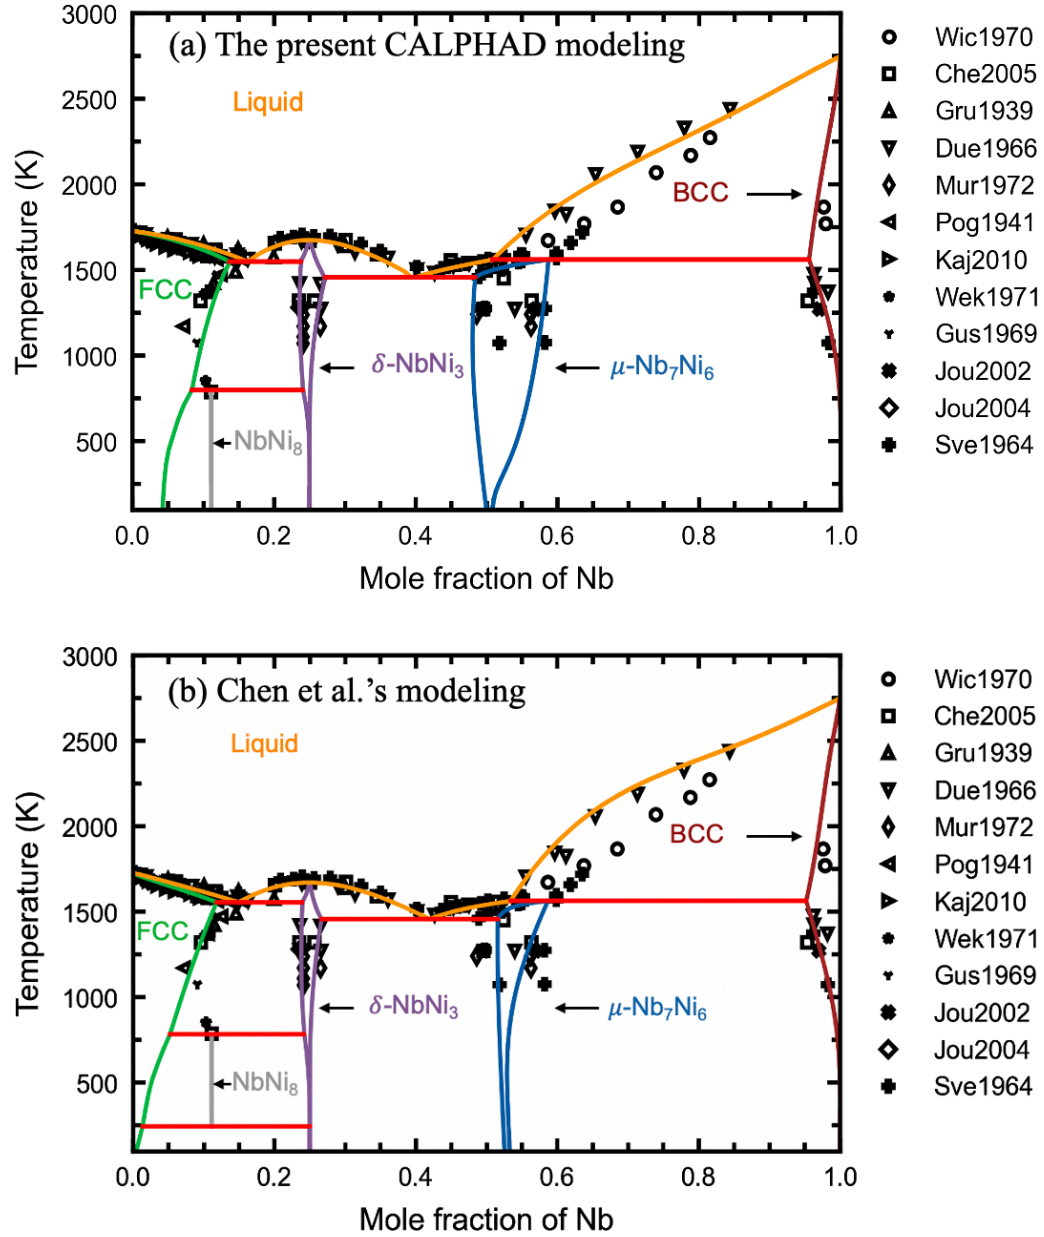 3000
(a) The present CALPHAD modeling
Liquid
2500
2000
BCC
1500
FCC
1000
δ-NbNi3
μ-Nb7Ni6
500
NbNi8
0.0 0.2 0.4 0.6 0.8 1.0
Temperature (K)
Mole fraction of Nb
Wic1970
Che2005
Gru1939
Due1966
Mur1972
Pog1941
Kaj2010
Wek1971
Gus1969
Jou2002
Jou2004
Sve1964
3000
(b) Chen et al.’s modeling
Liquid
2500
2000
BCC
1500
FCC
1000
δ-NbNi3
μ-Nb7Ni6
500
NbNi8
0.0 0.2 0.4 0.6 0.8 1.0
Temperature (K)
Mole fraction of Nb
Wic1970
Che2005
Gru1939
Due1966
Mur1972
Pog1941
Kaj2010
Wek1971
Gus1969
Jou2002
Jou2004
Sve1964